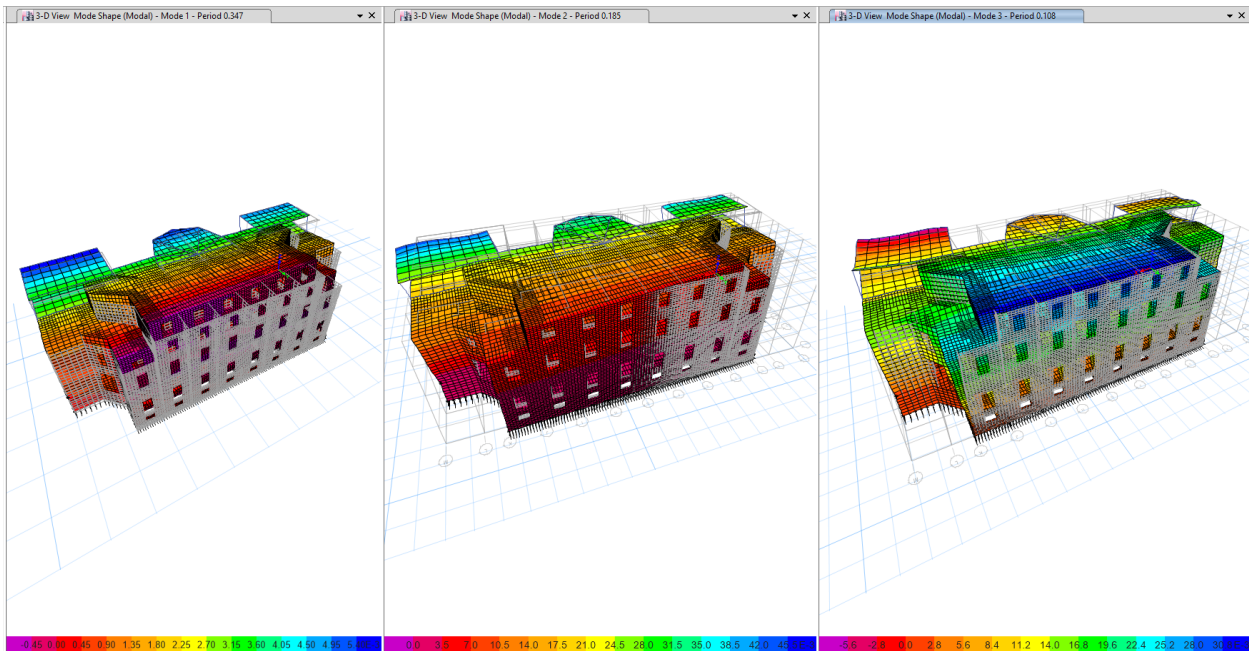 3-D View Mode Shape (Modal) - Mode 1 - Period 0.347
3-D View Mode Shape (Modal) - Mode 2 - Period 0.185
3-D View Mode Shape (Modal) - Mode 3 - Period 0.108
-0.45 0.00 0.45 0.90 1.35 1.80 2.25 2.70 3.15 3.60 4.05 4.50 4.95
0.0 3.5 7.0 10.5 14.0 17.5 21.0 24.5 28.0 31.5 35.0 38.5 42.0
-5.6 -2.8 0.0 2.8 5.6 8.4 11.2 14.0 16.8 19.6 22.4 25.2 28.0